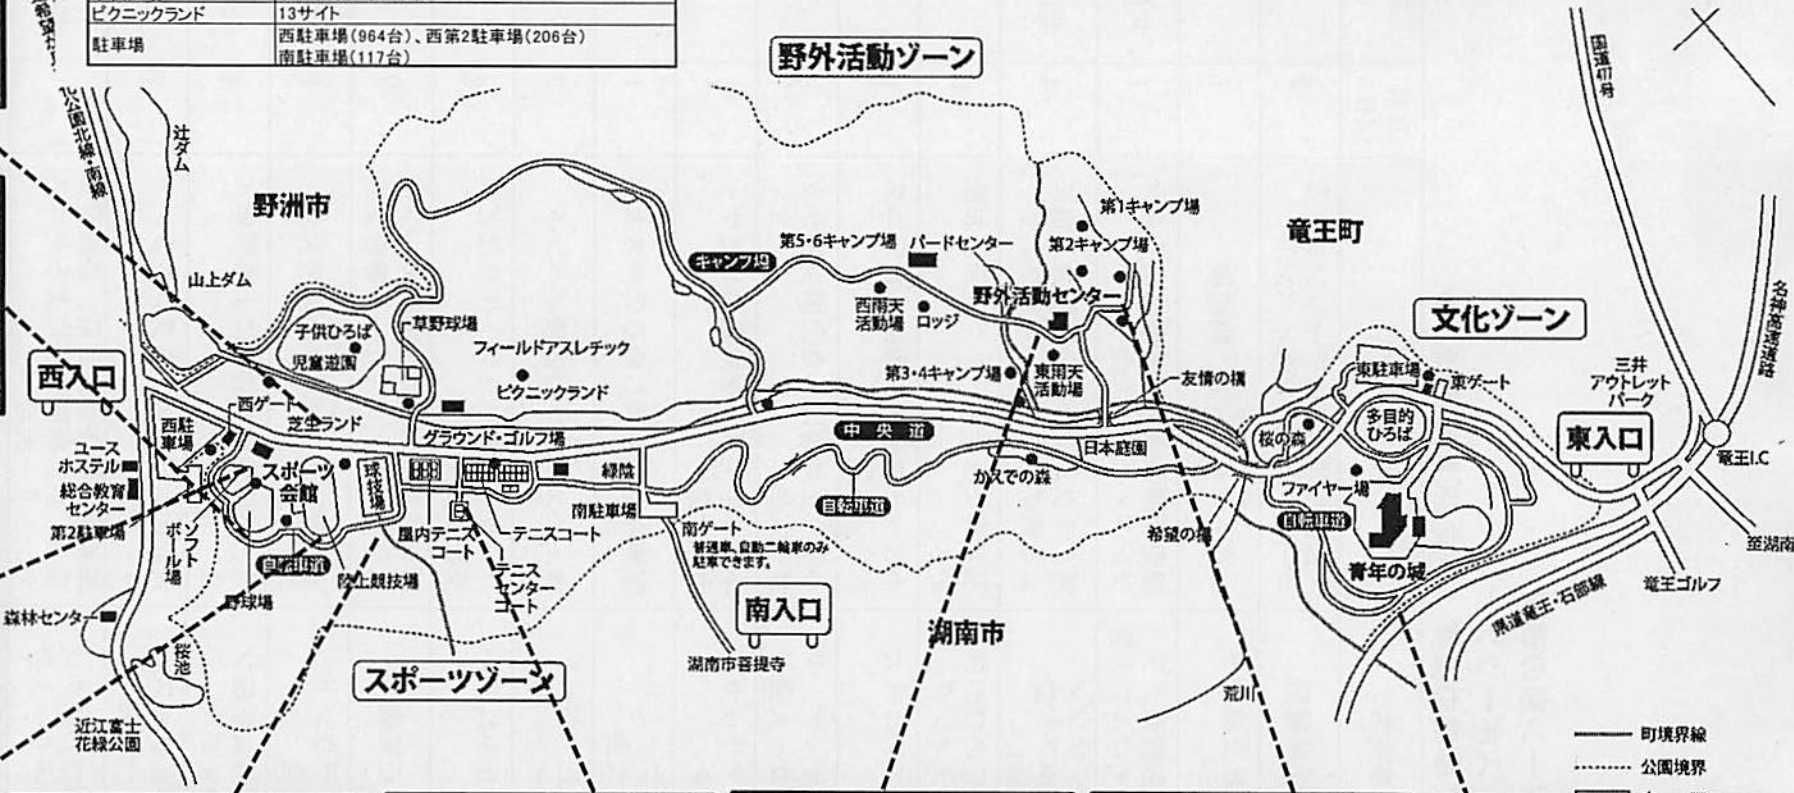 ピクニックランド
13サイト
駐車場
西駐車場(964台)、西第2駐車場(206台)
南駐車場(117台)
野外活動ゾーン
国道477号
公園北線・南線
辻ダム
野洲市
山上ダム
第1キャンプ場
第5・6キャンプ場
バードセンター
第2キャンプ場
竜王町
キャンプ場
野外活動センター
西雨天
活動場
ロッジ
文化ゾーン
名神高速道路
子供ひろば
児童遊園
草野球場
フィールドアスレチック
ピクニックランド
第3・4キャンプ場
東雨天
活動場
友情の橋
東駐車場
東ゲート
三井
アウトレット
パーク
西入口
西駐
車場
西ゲート
芝生ランド
グラウンド・ゴルフ場
中央道
日本庭園
桜の森
多目的
ひろば
東入口
竜王I.C
ユース
ホステル
総合教育
センター
第2駐車場
スポーツ
会館
球技場
緑陰
かえでの森
ファイヤー場
ソフト
ボール場
屋内テニス
コート
テニスコート
南駐車場
南ゲート
普通車、自動二輪車のみ
駐車できます。
自転車道
希望の橋
自転車道
至湖南
自転車道
陸上競技場
テニス
センター
コート
青年の城
竜王ゴルフ
野球場
森林センター
南入口
湖南市
県道竜王・石部線
桜池
スポーツゾーン
湖南市菩提寺
荒川
近江富士
花緑公園
町境界線
公園境界